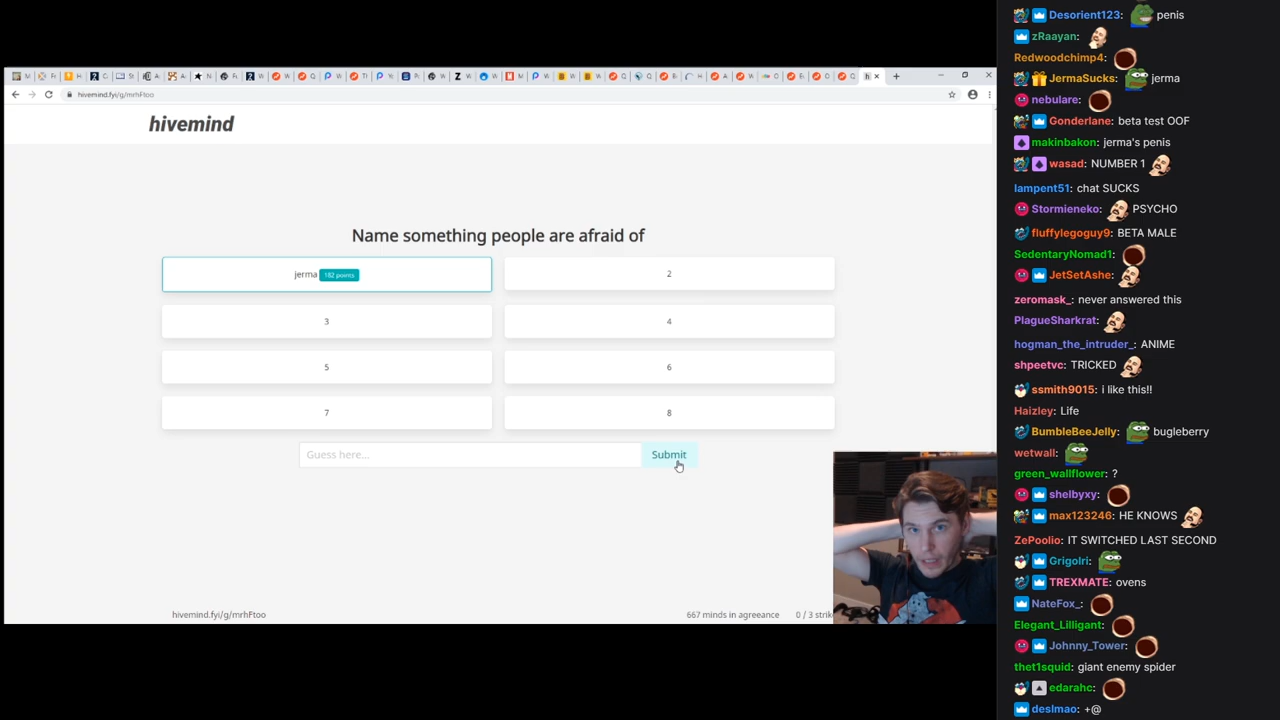 hivemind.fyi/g/mrhFtoo
hivemind
Name something people are afraid of
jerma 182 points
2
3
4
5
6
7
8
Guess here...
Submit
hivemind.fyi/g/mrhFtoo
667 minds in agreeance
0 / 3 strik
Desorient123: penis
zRaayan:
Redwoodchimp4:
JermaSucks: jerma
nebulare:
Gonderlane: beta test OOF
makinbakon: jerma's penis
wasad: NUMBER 1
lampent51: chat SUCKS
Stormieneko: PSYCHO
fluffylegoguy9: BETA MALE
SedentaryNomad1:
JetSetAshe:
zeromask_: never answered this
PlagueSharkrat:
hogman_the_intruder_: ANIME
shpeetvc: TRICKED
ssmith9015: i like this!!
Haizley: Life
BumbleBeeJelly: bugleberry
wetwall:
green_wallflower: ?
shelbyxy:
max123246: HE KNOWS
ZePoolio: IT SWITCHED LAST SECOND
Grigolri:
TREXMATE: ovens
NateFox_:
Elegant_Lilligant:
Johnny_Tower:
thet1squid: giant enemy spider
edarahc:
deslmao: +@